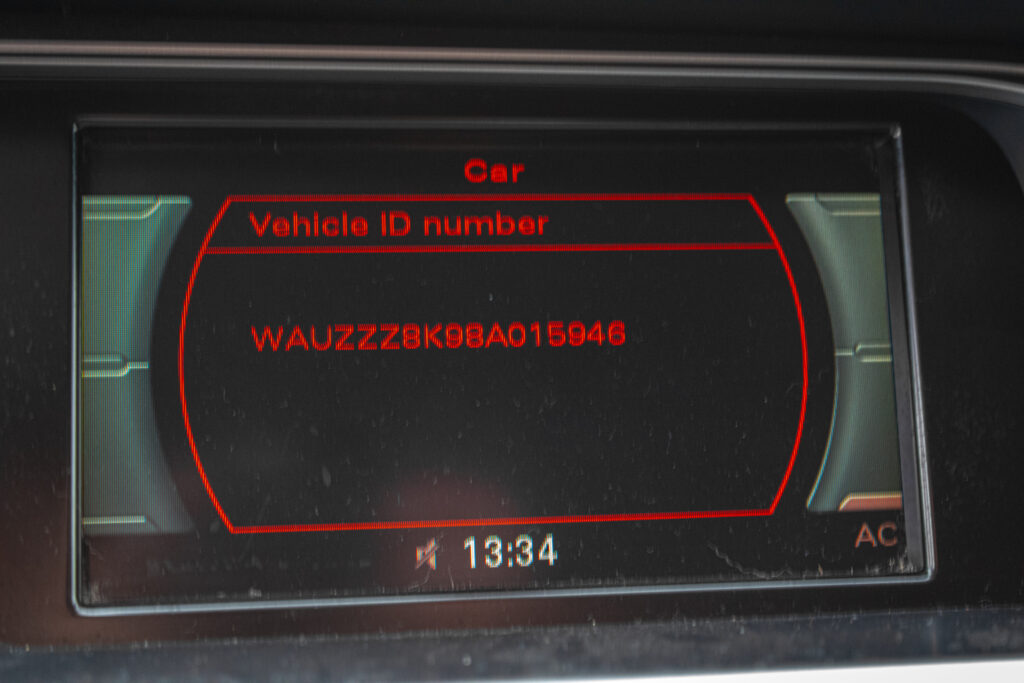 Car
Vehicle ID number
WAUZZZ8K98A015946
13:34
AC